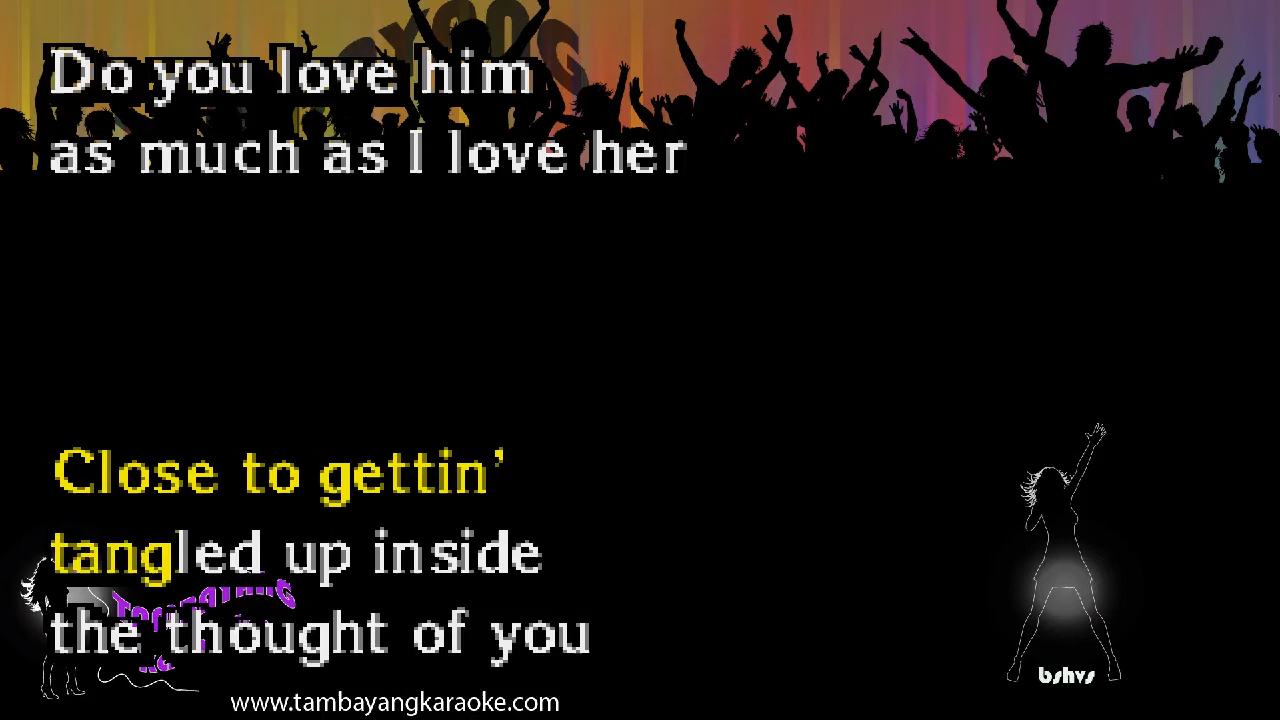 Do you love him
as much as I love her
Close to gettin'
tangled up inside
the thought of you
www.tambayangkaraoke.com
bshvs